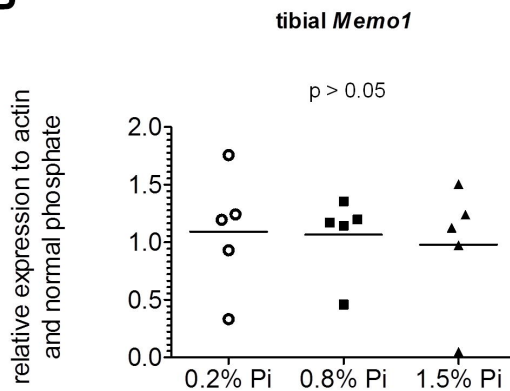 tibial Memo1
p > 0.05
relative expression to actin
and normal phosphate
2.0
1.5
1.0
0.5
0.0
0.2% Pi 0.8% Pi 1.5% Pi